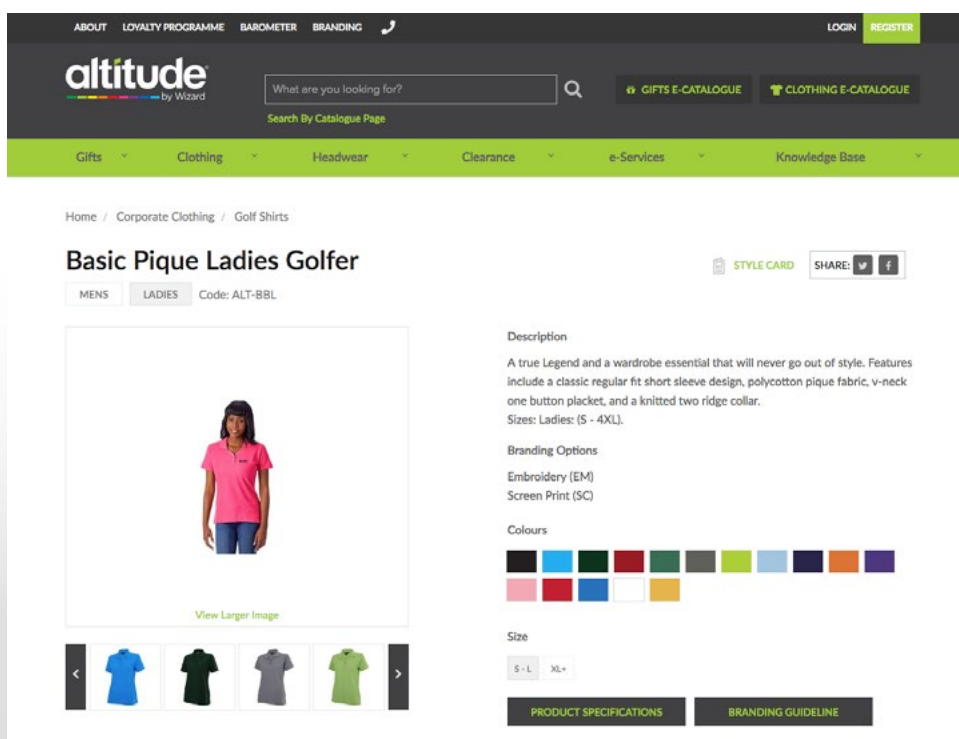 ABOUT LOYALTY PROGRAMME BAROMETER BRANDING LOGIN REGISTER
altitude
by Wizard
What are you looking for?
GIFTS E-CATALOGUE CLOTHING E-CATALOGUE
Search By Catalogue Page
Gifts Clothing Headwear Clearance e-Services Knowledge Base
Home / Corporate Clothing / Golf Shirts
Basic Pique Ladies Golfer
STYLE CARD SHARE:
MENS LADIES Code: ALT-BBL
Description
A true Legend and a wardrobe essential that will never go out of style. Features
include a classic regular fit short sleeve design, polycotton pique fabric, v-neck
one button placket, and a knitted two ridge collar.
Sizes: Ladies: (S - 4XL).
Branding Options
Embroidery (EM)
Screen Print (SC)
Colours
View Larger Image
Size
S - L XL+
PRODUCT SPECIFICATIONS BRANDING GUIDELINE